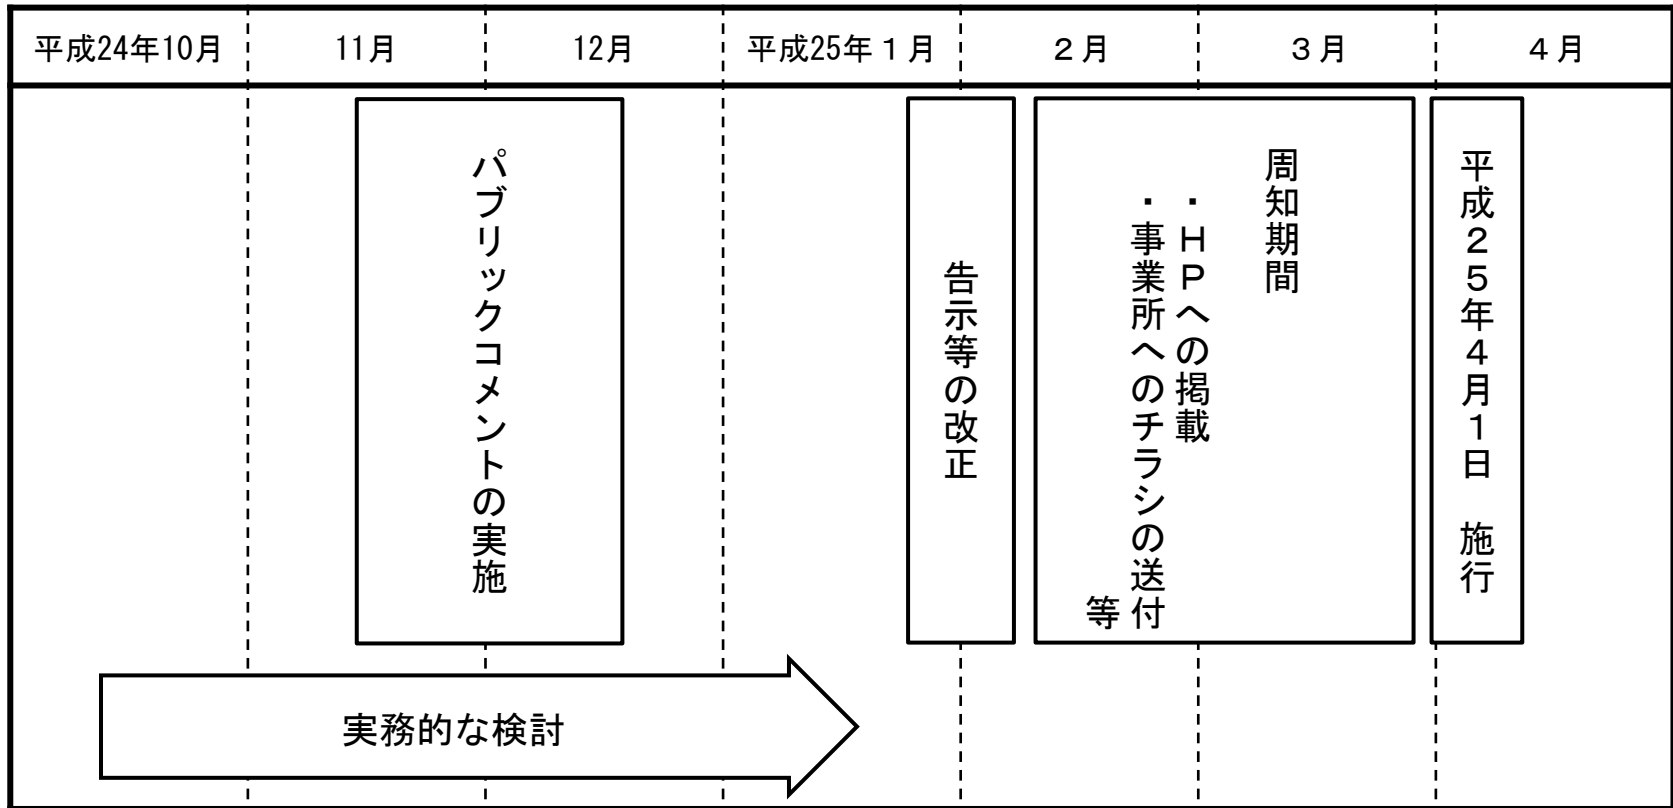 平成24年10月
11月
12月
平成25年１月
２月
３月
４月
パブリックコメントの実施
告示等の改正
周知期間
・ＨＰへの掲載
・事業所へのチラシの送付
等
平成２５年４月１日　施行
実務的な検討